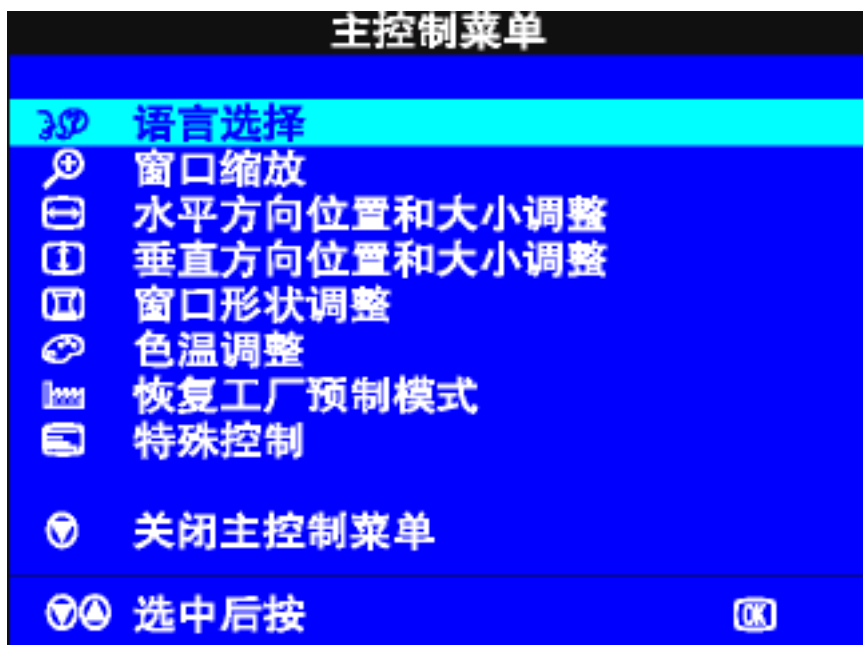 主控制菜单
语言选择
窗口缩放
水平方向位置和大小调整
垂直方向位置和大小调整
窗口形状调整
色温调整
恢复工厂预制模式
特殊控制
关闭主控制菜单
选中后按 OK